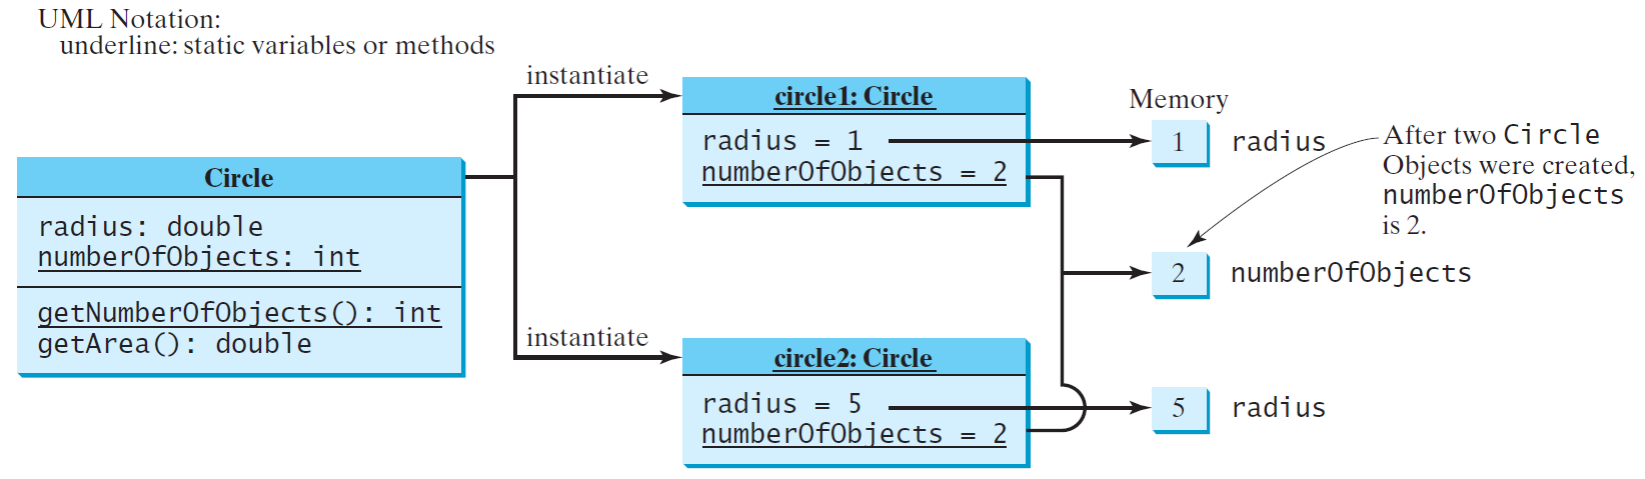 UML Notation:
underline: static variables or methods
Circle
radius: double
numberOfObjects: int
getNumberOfObjects(): int
getArea(): double
instantiate
circle1: Circle
radius = 1
numberOfObjects = 2
instantiate
circle2: Circle
radius = 5
numberOfObjects = 2
Memory
1 radius
2 numberOfObjects
5 radius
After two Circle
Objects were created,
numberOfObjects
is 2.